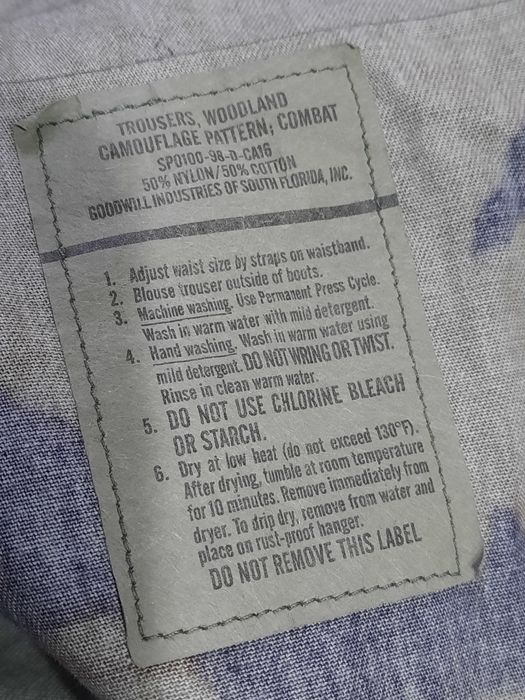 TROUSERS, WOODLAND
CAMOUFLAGE PATTERN; COMBAT
SPO100-98-D-CA16
50% NYLON/50% COTTON
GOODWILL INDUSTRIES OF SOUTH FLORIDA, INC.
1. Adjust waist size by straps on waistband.
2. Blouse trouser outside of boots.
3. Machine washing. Use Permanent Press Cycle.
Wash in warm water with mild detergent.
4. Hand washing. Wash in warm water using
mild detergent. DO NOT WRING OR TWIST.
Rinse in clean warm water.
5. DO NOT USE CHLORINE BLEACH
OR STARCH.
6. Dry at low heat (do not exceed 130°F).
After drying, tumble at room temperature
for 10 minutes. Remove immediately from
dryer. To drip dry, remove from water and
place on rust-proof hanger.
DO NOT REMOVE THIS LABEL